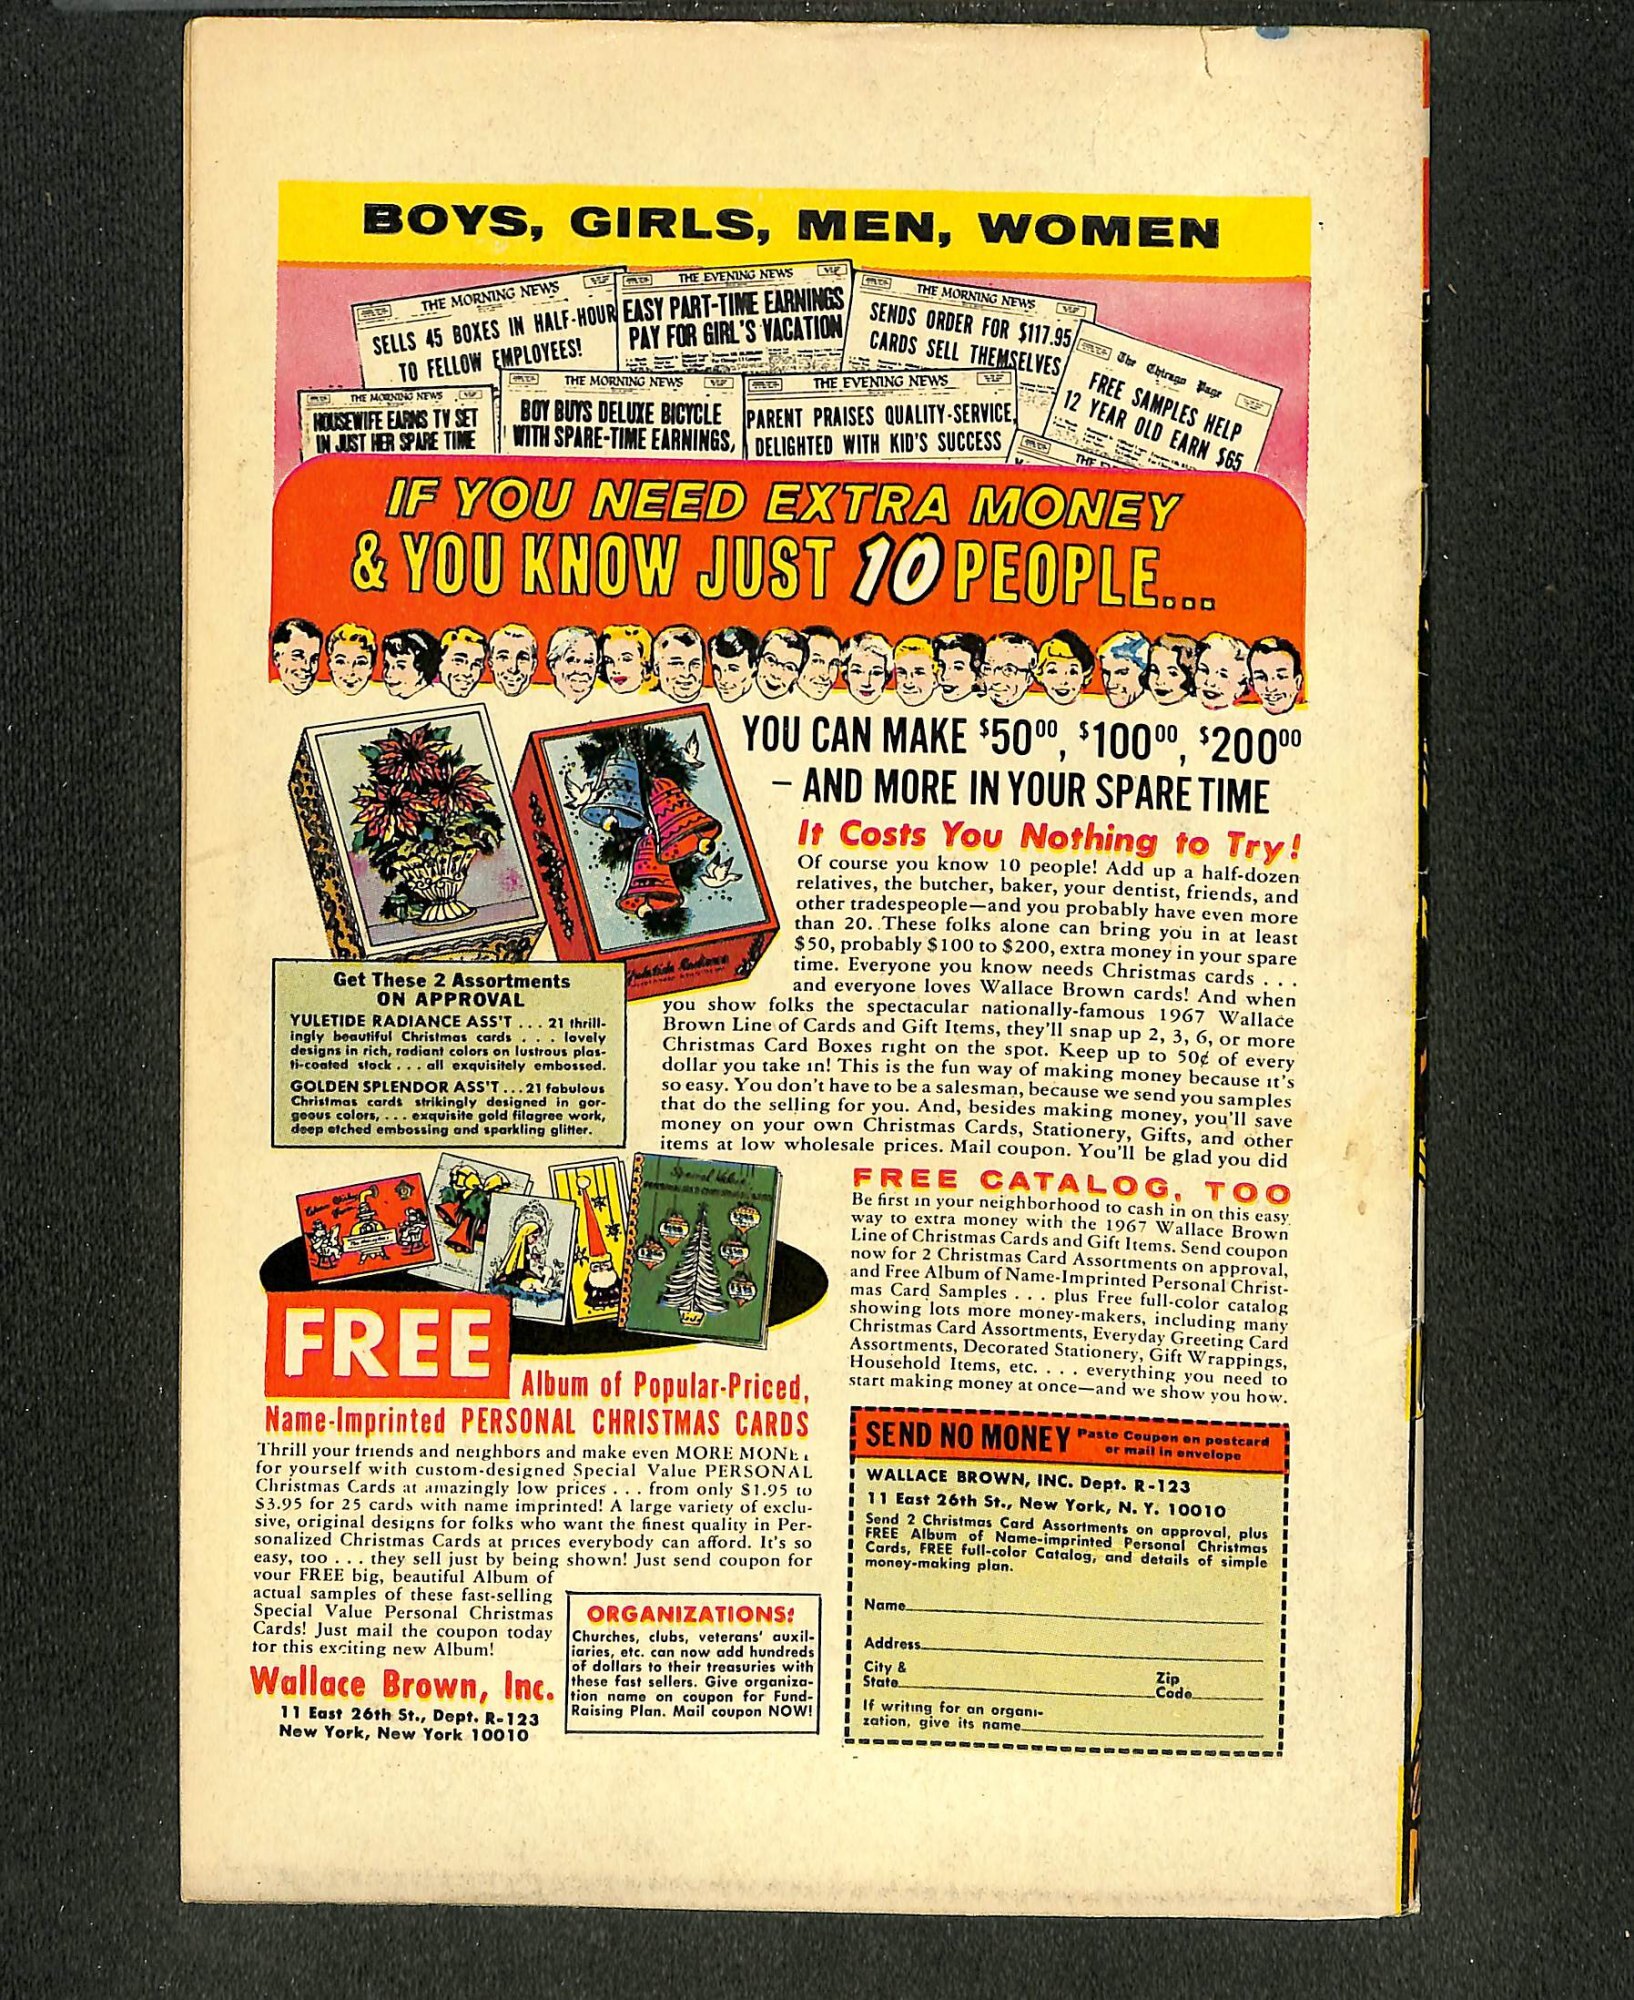 BOYS, GIRLS, MEN, WOMEN
THE MORNING NEWS
SELLS 45 BOXES IN HALF-HOUR
TO FELLOW EMPLOYEES!
THE EVENING NEWS
EASY PART-TIME EARNINGS
PAY FOR GIRL'S VACATION
THE MORNING NEWS
SENDS ORDER FOR $117.95
CARDS SELL THEMSELVES
The Chicago Page
FREE SAMPLES HELP
12 YEAR OLD EARN $65
THE MORNING NEWS
HOUSEWIFE EARNS TV SET
IN JUST HER SPARE TIME
THE MORNING NEWS
BOY BUYS DELUXE BICYCLE
WITH SPARE-TIME EARNINGS,
THE EVENING NEWS
PARENT PRAISES QUALITY-SERVICE,
DELIGHTED WITH KID'S SUCCESS
IF YOU NEED EXTRA MONEY
& YOU KNOW JUST 10 PEOPLE...
YOU CAN MAKE $50⁰⁰, $100⁰⁰, $200⁰⁰
– AND MORE IN YOUR SPARE TIME
It Costs You Nothing to Try!
Of course you know 10 people! Add up a half-dozen
relatives, the butcher, baker, your dentist, friends, and
other tradespeople—and you probably have even more
than 20. These folks alone can bring you in at least
$50, probably $100 to $200, extra money in your spare
time. Everyone you know needs Christmas cards . . .
and everyone loves Wallace Brown cards! And when
you show folks the spectacular nationally-famous 1967 Wallace
Brown Line of Cards and Gift Items, they'll snap up 2, 3, 6, or more
Christmas Card Boxes right on the spot. Keep up to 50¢ of every
dollar you take in! This is the fun way of making money because it's
so easy. You don't have to be a salesman, because we send you samples
that do the selling for you. And, besides making money, you'll save
money on your own Christmas Cards, Stationery, Gifts, and other
items at low wholesale prices. Mail coupon. You'll be glad you did
Yuletide Radiance
Get These 2 Assortments
ON APPROVAL
YULETIDE RADIANCE ASS'T . . . 21 thrill-
ingly beautiful Christmas cards . . . lovely
designs in rich, radiant colors on lustrous plas-
ti-coated stock . . . all exquisitely embossed.
GOLDEN SPLENDOR ASS'T . . . 21 fabulous
Christmas cards strikingly designed in gor-
geous colors, . . . exquisite gold filagree work,
deep etched embossing and sparkling glitter.
Special Value
FREE
Album of Popular-Priced,
Name-Imprinted PERSONAL CHRISTMAS CARDS
Thrill your friends and neighbors and make even MORE MONEY
for yourself with custom-designed Special Value PERSONAL
Christmas Cards at amazingly low prices . . . from only $1.95 to
$3.95 for 25 cards with name imprinted! A large variety of exclu-
sive, original designs for folks who want the finest quality in Per-
sonalized Christmas Cards at prices everybody can afford. It's so
easy, too . . . they sell just by being shown! Just send coupon for
your FREE big, beautiful Album of
actual samples of these fast-selling
Special Value Personal Christmas
Cards! Just mail the coupon today
for this exciting new Album!
Wallace Brown, Inc.
11 East 26th St., Dept. R-123
New York, New York 10010
ORGANIZATIONS!
Churches, clubs, veterans' auxil-
iaries, etc. can now add hundreds
of dollars to their treasuries with
these fast sellers. Give organiza-
tion name on coupon for Fund-
Raising Plan. Mail coupon NOW!
FREE CATALOG, TOO
Be first in your neighborhood to cash in on this easy
way to extra money with the 1967 Wallace Brown
Line of Christmas Cards and Gift Items. Send coupon
now for 2 Christmas Card Assortments on approval,
and Free Album of Name-Imprinted Personal Christ-
mas Card Samples . . . plus Free full-color catalog
showing lots more money-makers, including many
Christmas Card Assortments, Everyday Greeting Card
Assortments, Decorated Stationery, Gift Wrappings,
Household Items, etc. . . . everything you need to
start making money at once—and we show you how.
SEND NO MONEY Paste Coupon on postcard
or mail in envelope
WALLACE BROWN, INC. Dept. R-123
11 East 26th St., New York, N. Y. 10010
Send 2 Christmas Card Assortments on approval, plus
FREE Album of Name-imprinted Personal Christmas
Cards, FREE full-color Catalog, and details of simple
money-making plan.
Name
Address
City &
State
Zip
Code
If writing for an organi-
zation, give its name